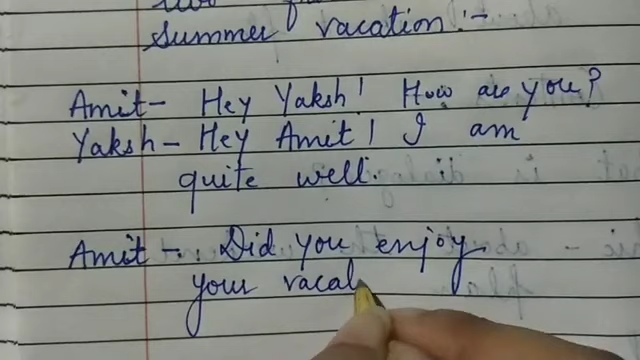 two
summer vacation :-
Amit- Hey Yaksh! How are you?
Yaksh - Hey Amit! I am
quite well.
Amit - Did you enjoy
your vacat